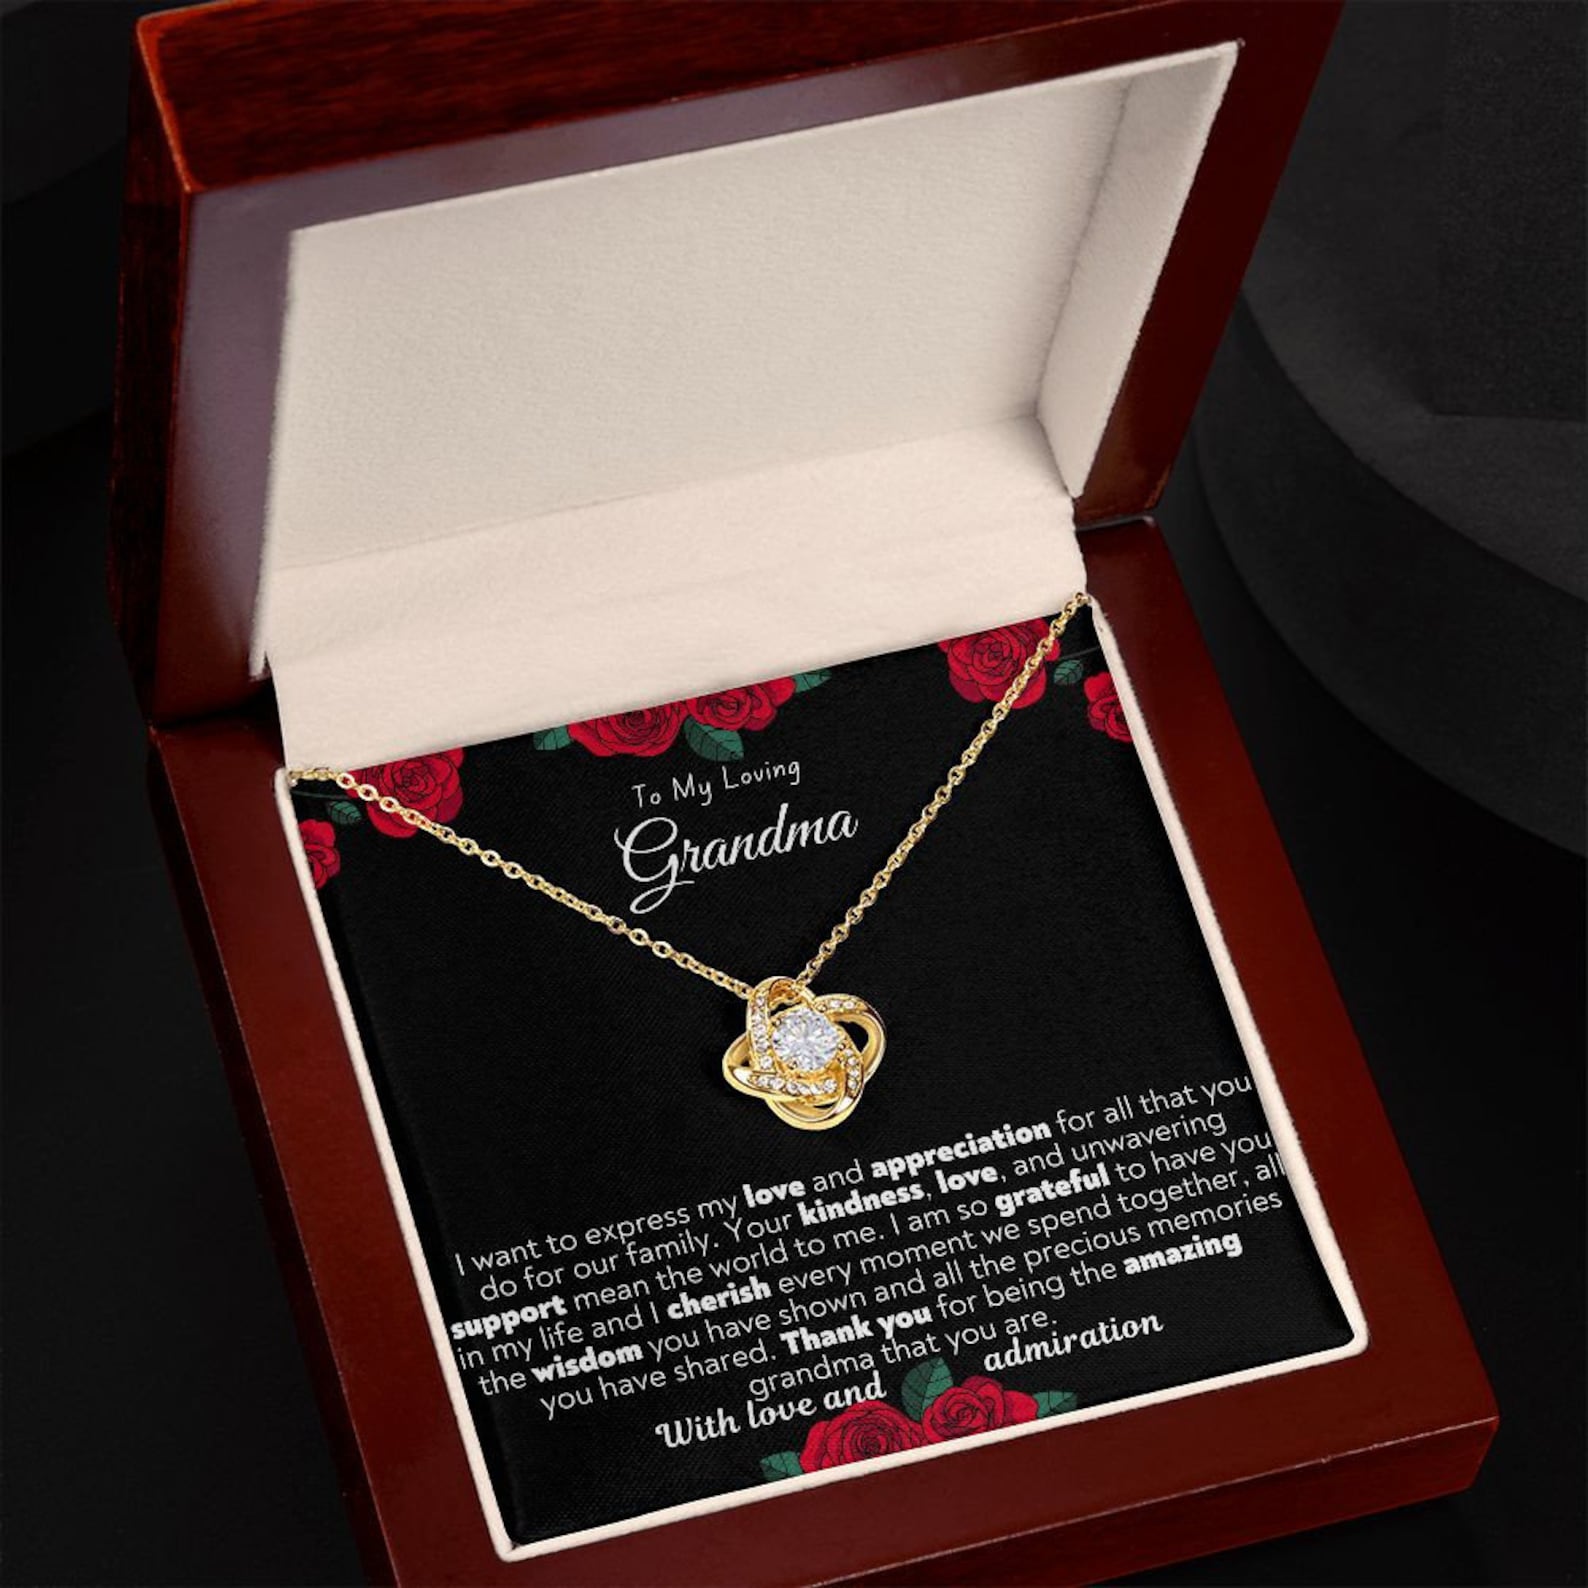 To My Loving
Grandma
I want to express my love and appreciation for all that you
do for our family. Your kindness, love, and unwavering
support mean the world to me. I am so grateful to have you
in my life and I cherish every moment we spend together, all
the wisdom you have shown and all the precious memories
you have shared. Thank you for being the amazing
grandma that you are.
With love and admiration